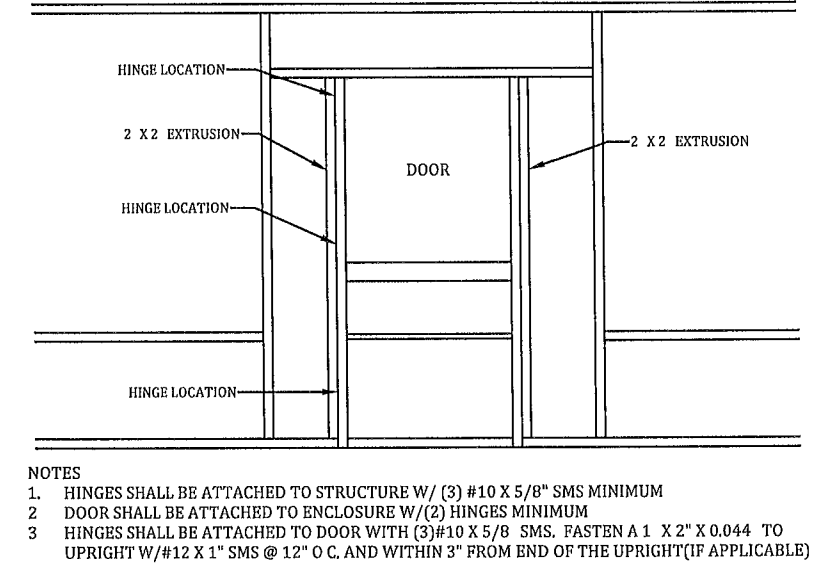 HINGE LOCATION
2 X 2 EXTRUSION
2 X 2 EXTRUSION
DOOR
HINGE LOCATION
HINGE LOCATION
NOTES
1. HINGES SHALL BE ATTACHED TO STRUCTURE W/ (3) #10 X 5/8" SMS MINIMUM
2 DOOR SHALL BE ATTACHED TO ENCLOSURE W/(2) HINGES MINIMUM
3 HINGES SHALL BE ATTACHED TO DOOR WITH (3)#10 X 5/8 SMS. FASTEN A 1 X 2" X 0.044 TO
UPRIGHT W/#12 X 1" SMS @ 12" O C. AND WITHIN 3" FROM END OF THE UPRIGHT(IF APPLICABLE)